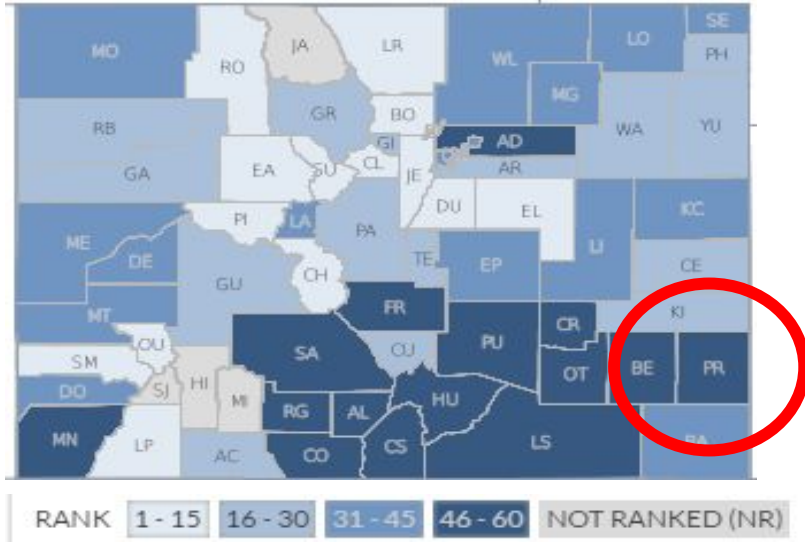 MO RO JA LR WL LO SE
PH
RB GR BO MG WA YU
GI AD
GA EA SU CL JE AR
PI LA PA DU EL KC
ME DE TE EP LI CE
GU CH
MT FR KI
OU SA CU PU CR
SM OT BE PR
DO SJ HI MI RG AL HU
MN LP AC CO CS LS BA
RANK 1 - 15 16 - 30 31 - 45 46 - 60 NOT RANKED (NR)